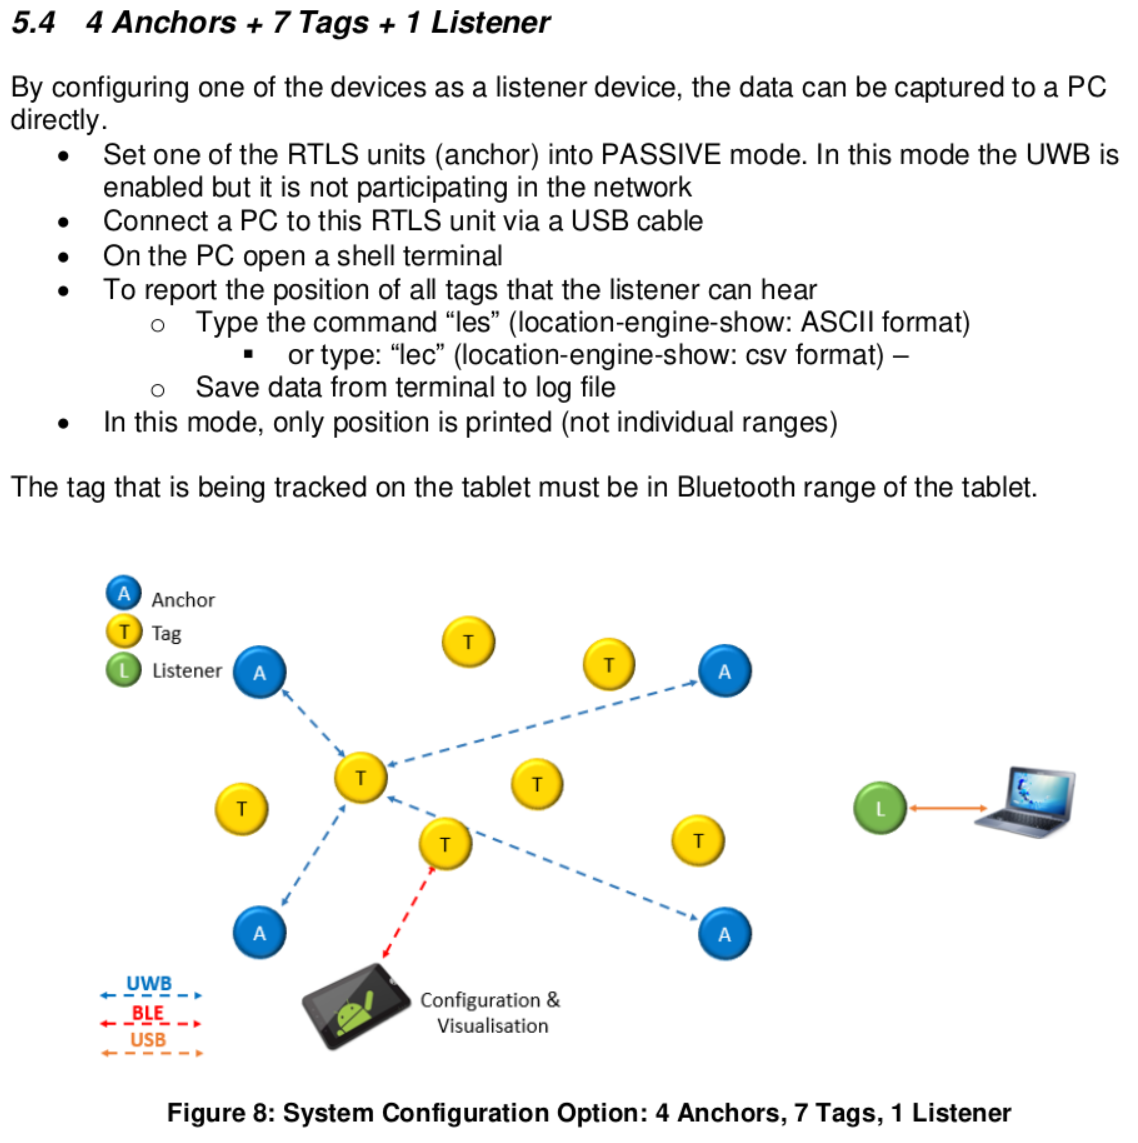 5.4 4 Anchors + 7 Tags + 1 Listener
By configuring one of the devices as a listener device, the data can be captured to a PC
directly.
• Set one of the RTLS units (anchor) into PASSIVE mode. In this mode the UWB is
enabled but it is not participating in the network
• Connect a PC to this RTLS unit via a USB cable
• On the PC open a shell terminal
• To report the position of all tags that the listener can hear
o Type the command “les” (location-engine-show: ASCII format)
▪ or type: “lec” (location-engine-show: csv format) –
o Save data from terminal to log file
• In this mode, only position is printed (not individual ranges)
The tag that is being tracked on the tablet must be in Bluetooth range of the tablet.
A Anchor
T Tag
L Listener
T
T
A
A
T
T
T
T
T
L
A
A
UWB
BLE
USB
Configuration &
Visualisation
Figure 8: System Configuration Option: 4 Anchors, 7 Tags, 1 Listener